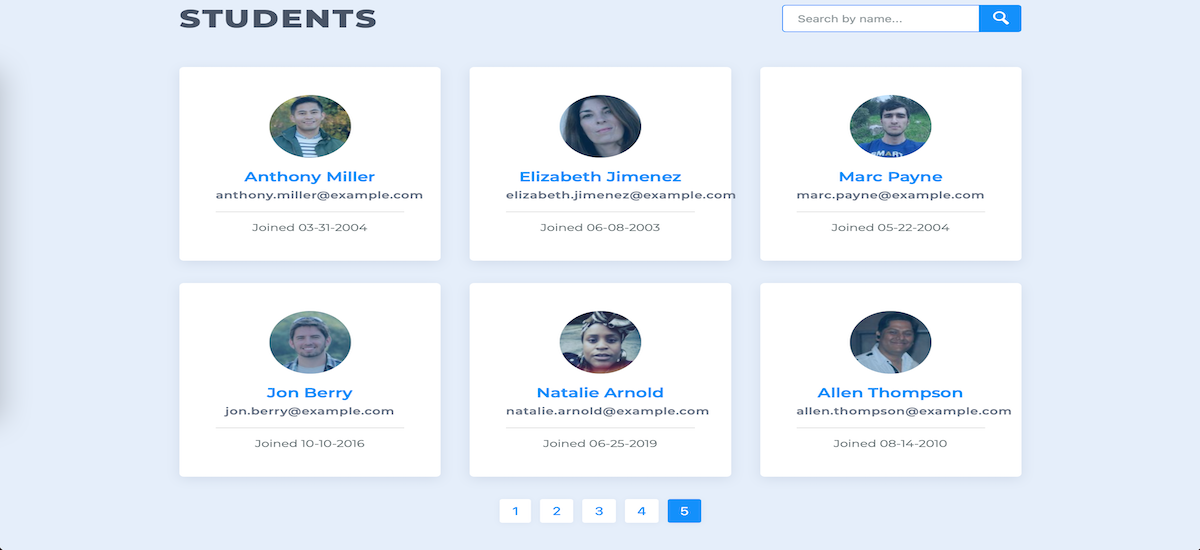 STUDENTS
Search by name...
Anthony Miller
anthony.miller@example.com
Joined 03-31-2004
Elizabeth Jimenez
elizabeth.jimenez@example.com
Joined 06-08-2003
Marc Payne
marc.payne@example.com
Joined 05-22-2004
Jon Berry
jon.berry@example.com
Joined 10-10-2016
Natalie Arnold
natalie.arnold@example.com
Joined 06-25-2019
Allen Thompson
allen.thompson@example.com
Joined 08-14-2010
1 2 3 4 5